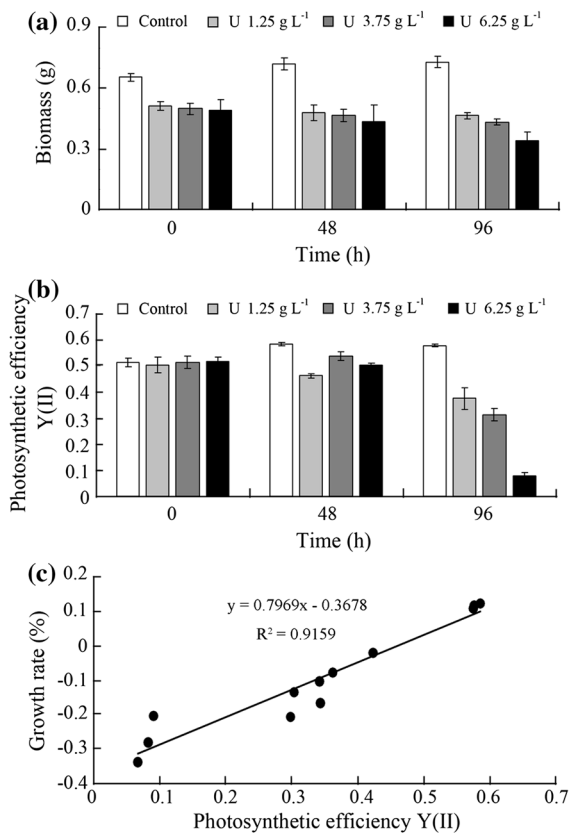 (a)
Control U 1.25 g L⁻¹ U 3.75 g L⁻¹ U 6.25 g L⁻¹
Biomass (g)
0.9
0.6
0.3
0
0 48 96
Time (h)
(b)
Control U 1.25 g L⁻¹ U 3.75 g L⁻¹ U 6.25 g L⁻¹
Photosynthetic efficiency
Y(II)
0.7
0.6
0.5
0.4
0.3
0.2
0.1
0
0 48 96
Time (h)
(c)
Growth rate (%)
0.2
0.1
0
-0.1
-0.2
-0.3
-0.4
y = 0.7969x - 0.3678
R² = 0.9159
0 0.1 0.2 0.3 0.4 0.5 0.6 0.7
Photosynthetic efficiency Y(II)